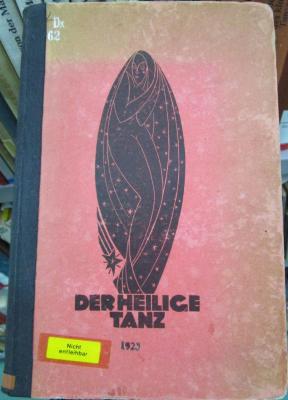 Dx
62
DER HEILIGE
TANZ
Nicht
entleihbar
1923